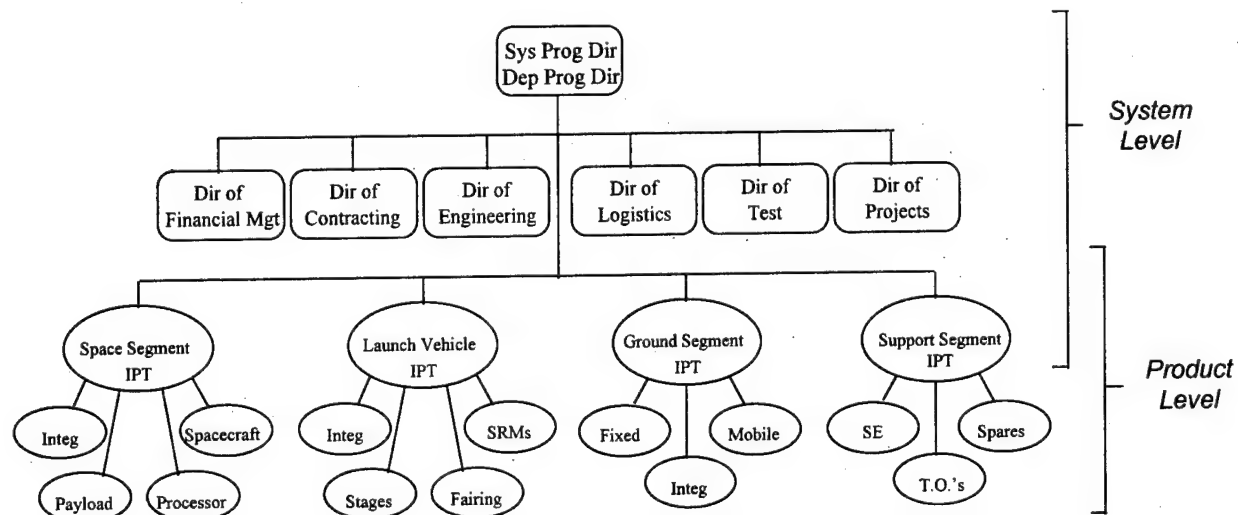 Sys Prog Dir
Dep Prog Dir
System
Level
Dir of
Financial Mgt
Dir of
Contracting
Dir of
Engineering
Dir of
Logistics
Dir of
Test
Dir of
Projects
Space Segment
IPT
Launch Vehicle
IPT
Ground Segment
IPT
Support Segment
IPT
Product
Level
Integ
Payload
Processor
Spacecraft
Integ
Stages
Fairing
SRMs
Fixed
Integ
Mobile
SE
T.O.'s
Spares